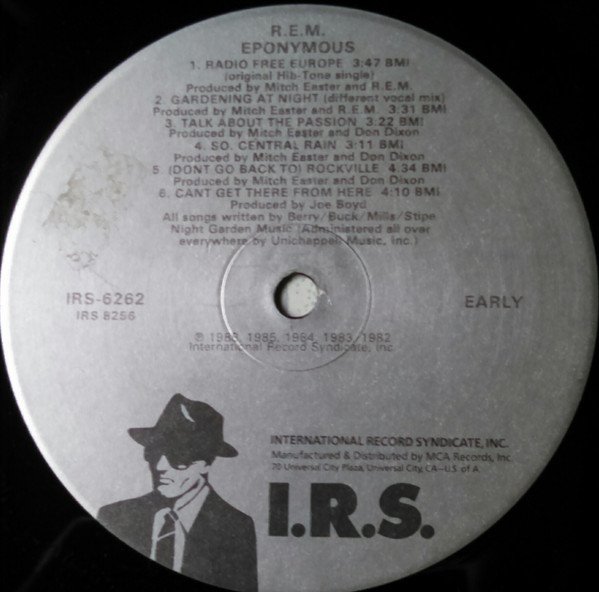 R.E.M.
EPONYMOUS
1. RADIO FREE EUROPE 3:47 BMI
(original Hib-Tone single)
Produced by Mitch Easter and R.E.M.
2. GARDENING AT NIGHT (different vocal mix)
Produced by Mitch Easter and R.E.M. 3.31 BMI
3. TALK ABOUT THE PASSION 3:22 BMI
Produced by Mitch Easter and Don Dixon
4. SO. CENTRAL RAIN 3:11 BMI
Produced by Mitch Easter and Don Dixon
5. (DONT GO BACK TO) ROCKVILLE 4.34 BMI
Produced by Mitch Easter and Don Dixon
6. CANT GET THERE FROM HERE 4:10 BMI
Produced by Joe Boyd
All songs written by Berry/Buck/Mills/Stipe
Night Garden Music (Administered all over
everywhere by Unichappell Music, Inc.)
IRS-6262
IRS 8256
EARLY
℗ 1988, 1985, 1984, 1983/1982
International Record Syndicate, Inc.
INTERNATIONAL RECORD SYNDICATE, INC.
Manufactured & Distributed by MCA Records, Inc.
70 Universal City Plaza, Universal City, CA—U.S. of A.
I.R.S.